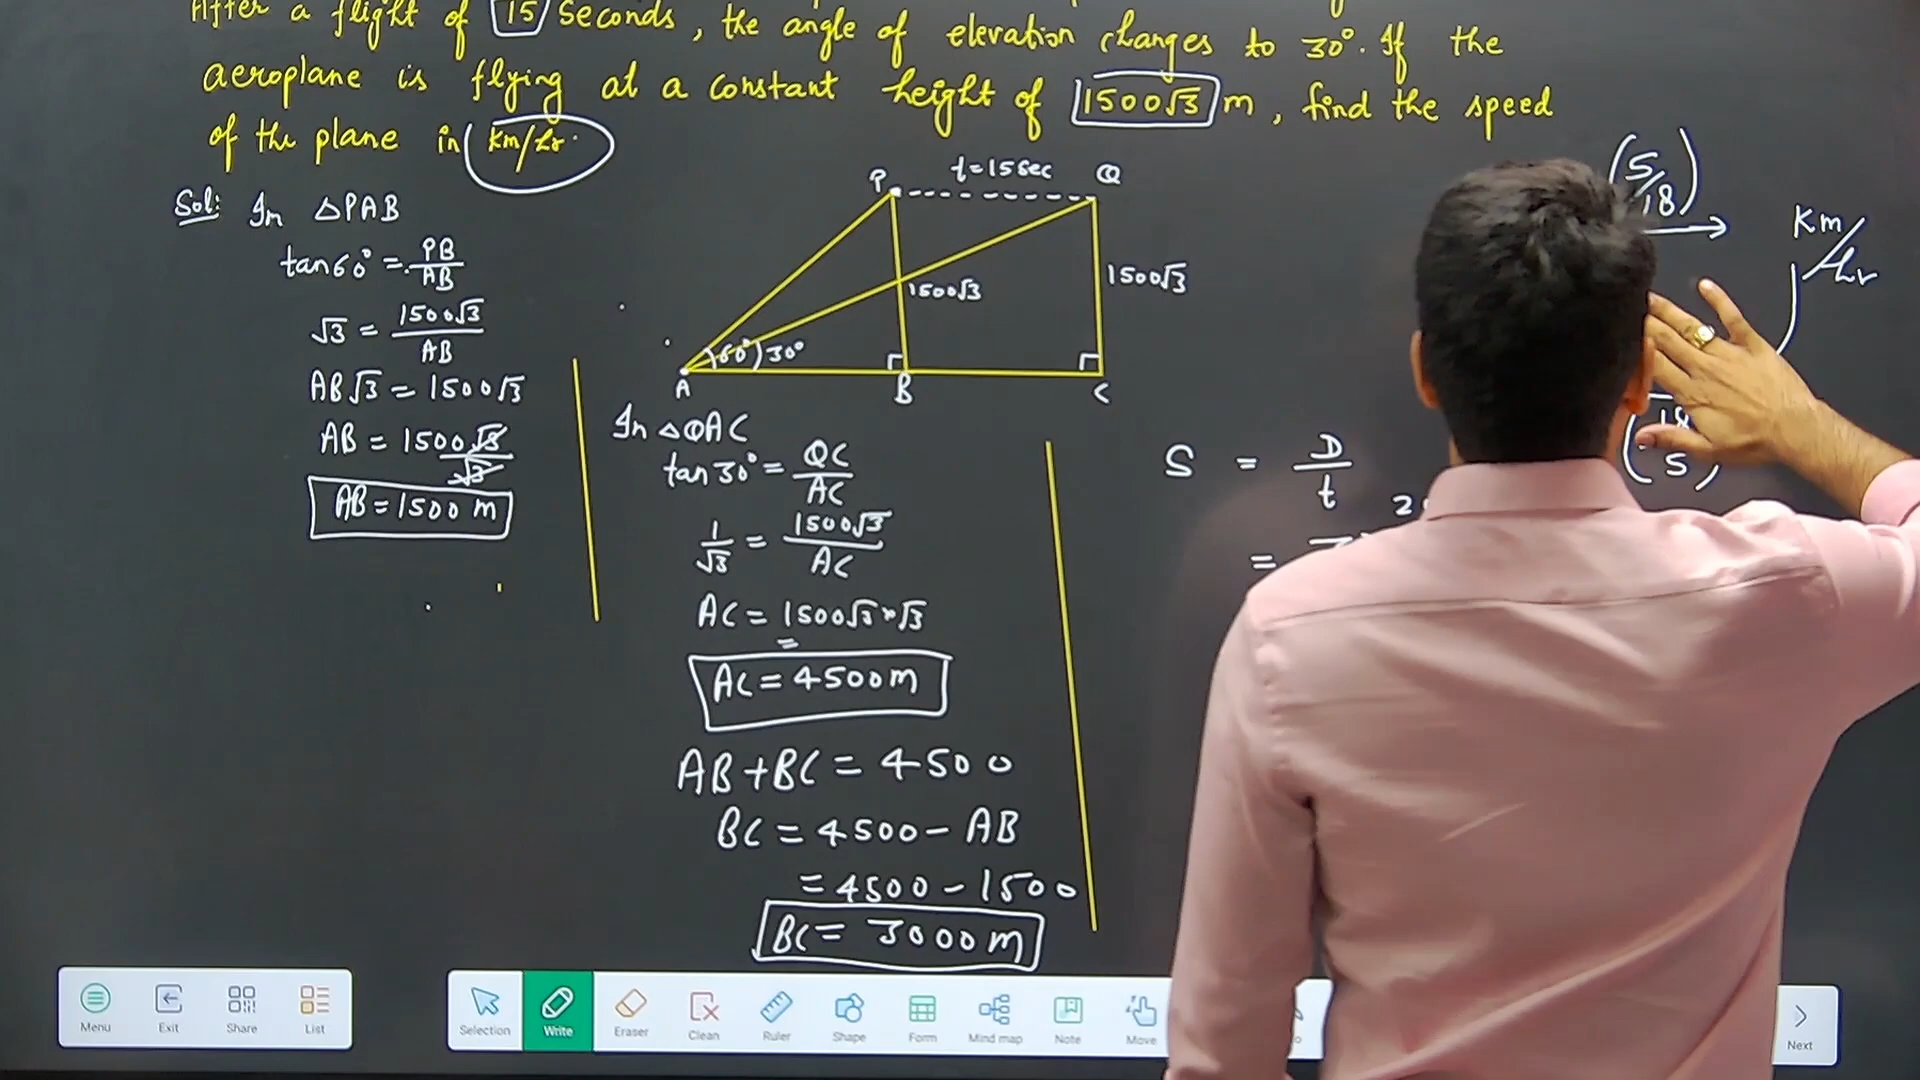 After a flight of 15 seconds, the angle of elevation changes to 30°. If the
aeroplane is flying at a constant height of 1500√3 m, find the speed
of the plane in km/hr.
Sol: In △PAB
tan60° = PB/AB
√3 = 1500√3/AB
AB√3 = 1500√3
AB = 1500√3/√3
AB = 1500 m
P t=15sec Q
1500√3
1500√3
60° 30°
A B C
In △QAC
tan30° = QC/AC
1/√3 = 1500√3/AC
AC = 1500√3×√3
AC = 4500m
AB+BC = 4500
BC = 4500 - AB
= 4500 - 1500
BC = 3000 m
(5/18)
Km/hr
S = D/t
=
Menu Exit Share List
Selection Write Eraser Clean Ruler Shape Form Mind map Note Move Next